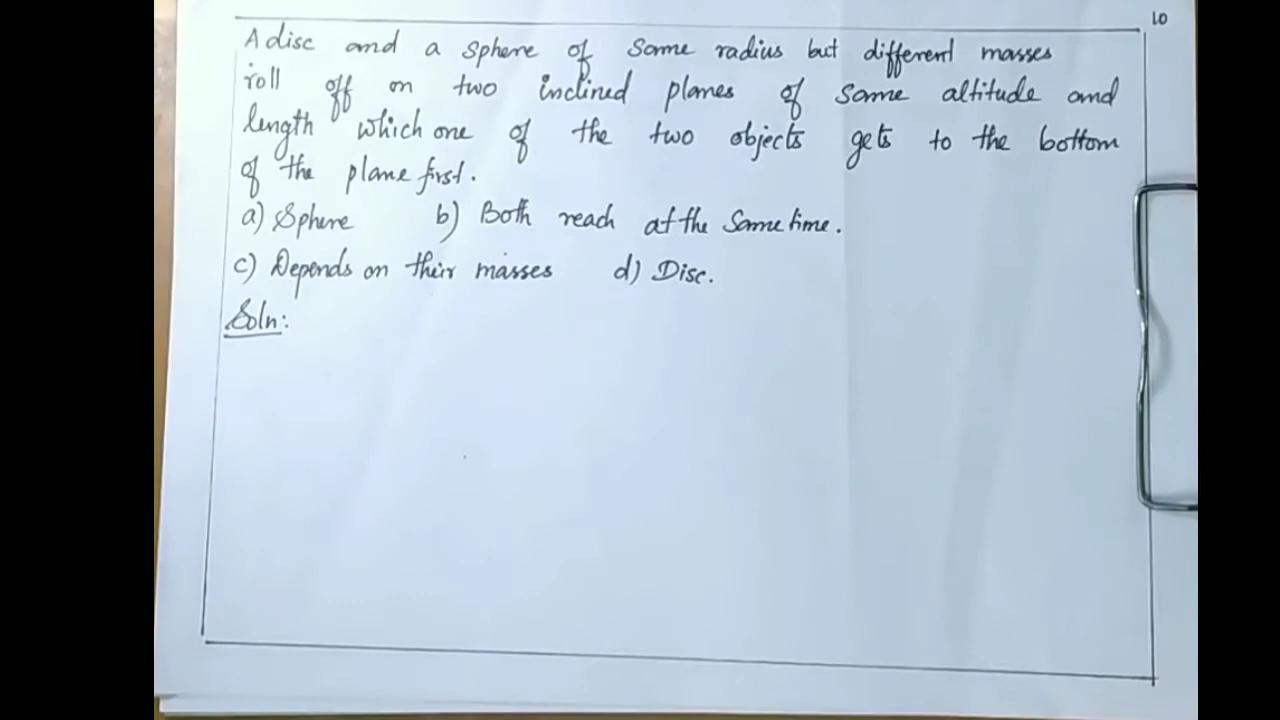 10
A disc and a sphere of same radius but different masses
roll off on two inclined planes of same altitude and
length which one of the two objects gets to the bottom
of the plane first.
a) Sphere b) Both reach at the same time.
c) Depends on their masses d) Disc.
Soln: